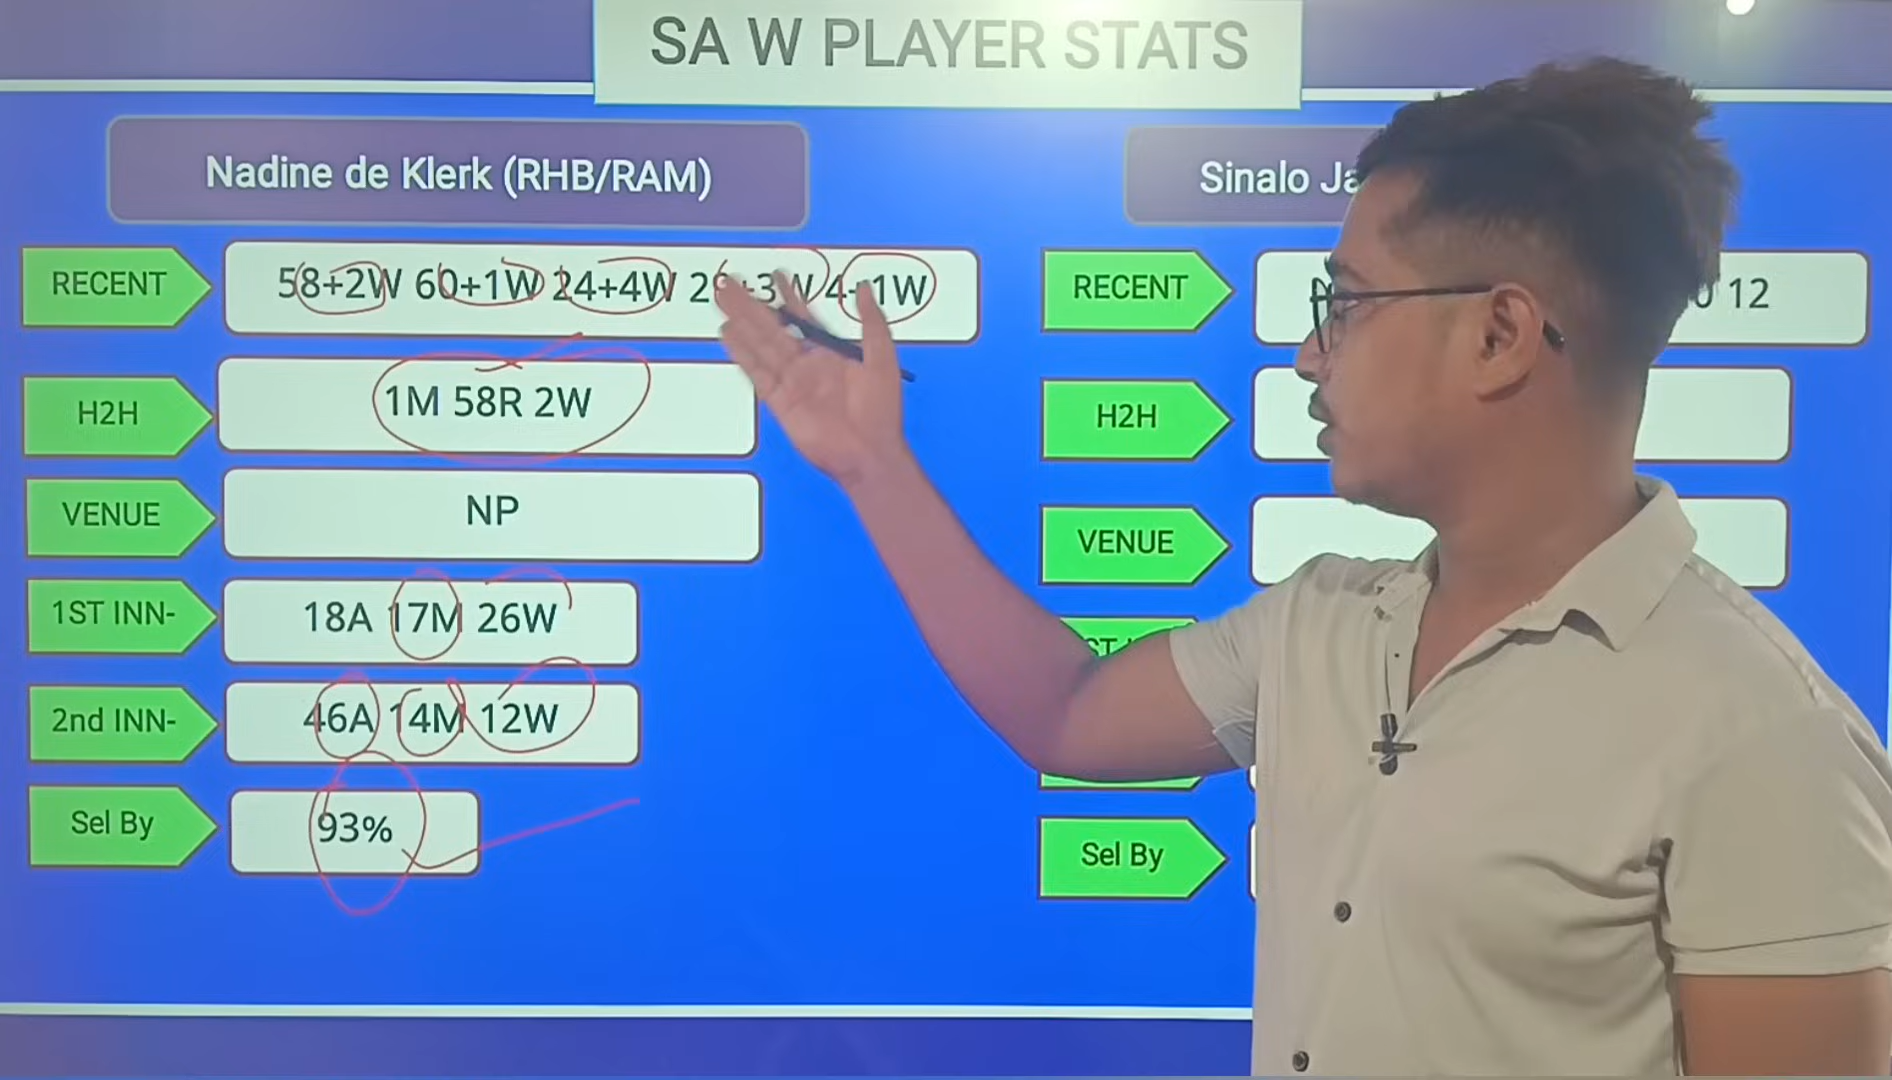 SA W PLAYER STATS
Nadine de Klerk (RHB/RAM)
RECENT
58+2W 60+1W 24+4W 4+1W
H2H
1M 58R 2W
VENUE
NP
1ST INN-
18A 17M 26W
2nd INN-
46A 14M 12W
Sel By
93%
Sinalo
RECENT
12
H2H
VENUE
Sel By